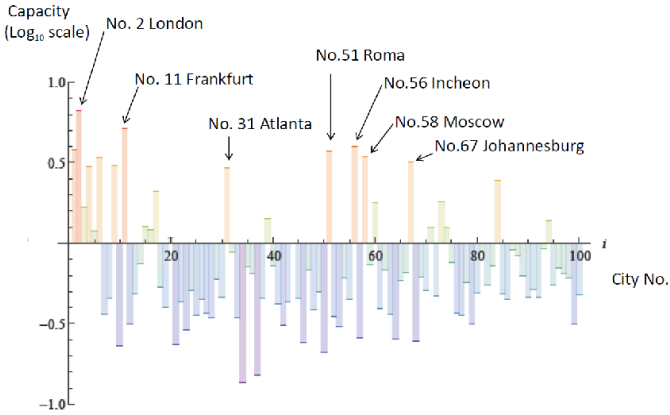 Capacity
(Log10 scale)
No. 2 London
No.51 Roma
No. 11 Frankfurt
No.56 Incheon
No. 31 Atlanta
No.58 Moscow
No.67 Johannesburg
1.0
0.5
20
40
60
80
100
i
City No.
-0.5
-1.0